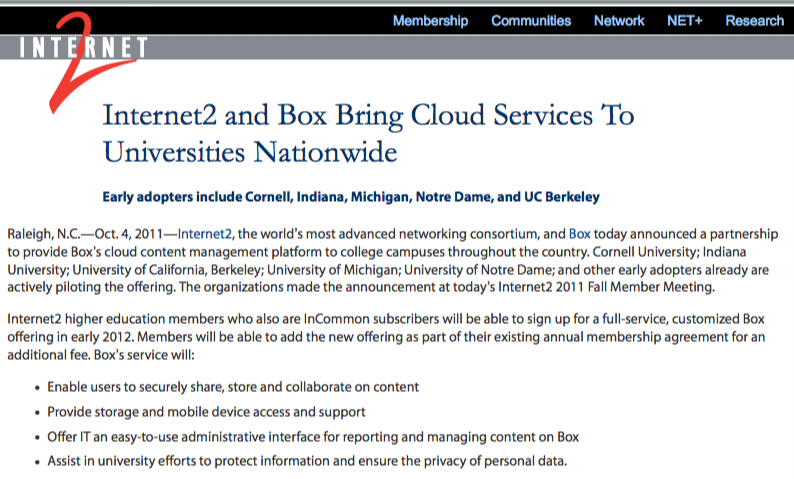 Membership Communities Network NET+ Research
INTERNET
2
Internet2 and Box Bring Cloud Services To
Universities Nationwide
Early adopters include Cornell, Indiana, Michigan, Notre Dame, and UC Berkeley
Raleigh, N.C.—Oct. 4, 2011—Internet2, the world's most advanced networking consortium, and Box today announced a partnership
to provide Box's cloud content management platform to college campuses throughout the country. Cornell University; Indiana
University; University of California, Berkeley; University of Michigan; University of Notre Dame; and other early adopters already are
actively piloting the offering. The organizations made the announcement at today's Internet2 2011 Fall Member Meeting.
Internet2 higher education members who also are InCommon subscribers will be able to sign up for a full-service, customized Box
offering in early 2012. Members will be able to add the new offering as part of their existing annual membership agreement for an
additional fee. Box's service will:
• Enable users to securely share, store and collaborate on content
• Provide storage and mobile device access and support
• Offer IT an easy-to-use administrative interface for reporting and managing content on Box
• Assist in university efforts to protect information and ensure the privacy of personal data.